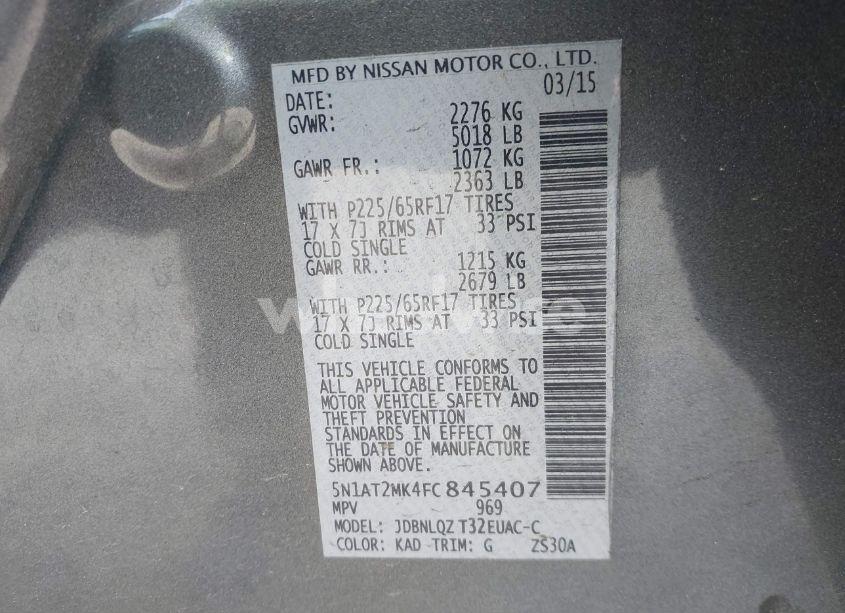 MFD BY NISSAN MOTOR CO., LTD.
DATE: 03/15
GVWR: 2276 KG
5018 LB
GAWR FR.: 1072 KG
2363 LB
WITH P225/65RF17 TIRES
17 X 7J RIMS AT 33 PSI
COLD SINGLE
GAWR RR.: 1215 KG
2679 LB
WITH P225/65RF17 TIRES
17 X 7J RIMS AT 33 PSI
COLD SINGLE
THIS VEHICLE CONFORMS TO
ALL APPLICABLE FEDERAL
MOTOR VEHICLE SAFETY AND
THEFT PREVENTION
STANDARDS IN EFFECT ON
THE DATE OF MANUFACTURE
SHOWN ABOVE.
5N1AT2MK4FC845407
MPV 969
MODEL: JDBNLQZ T32EUAC-C
COLOR: KAD TRIM: G ZS30A